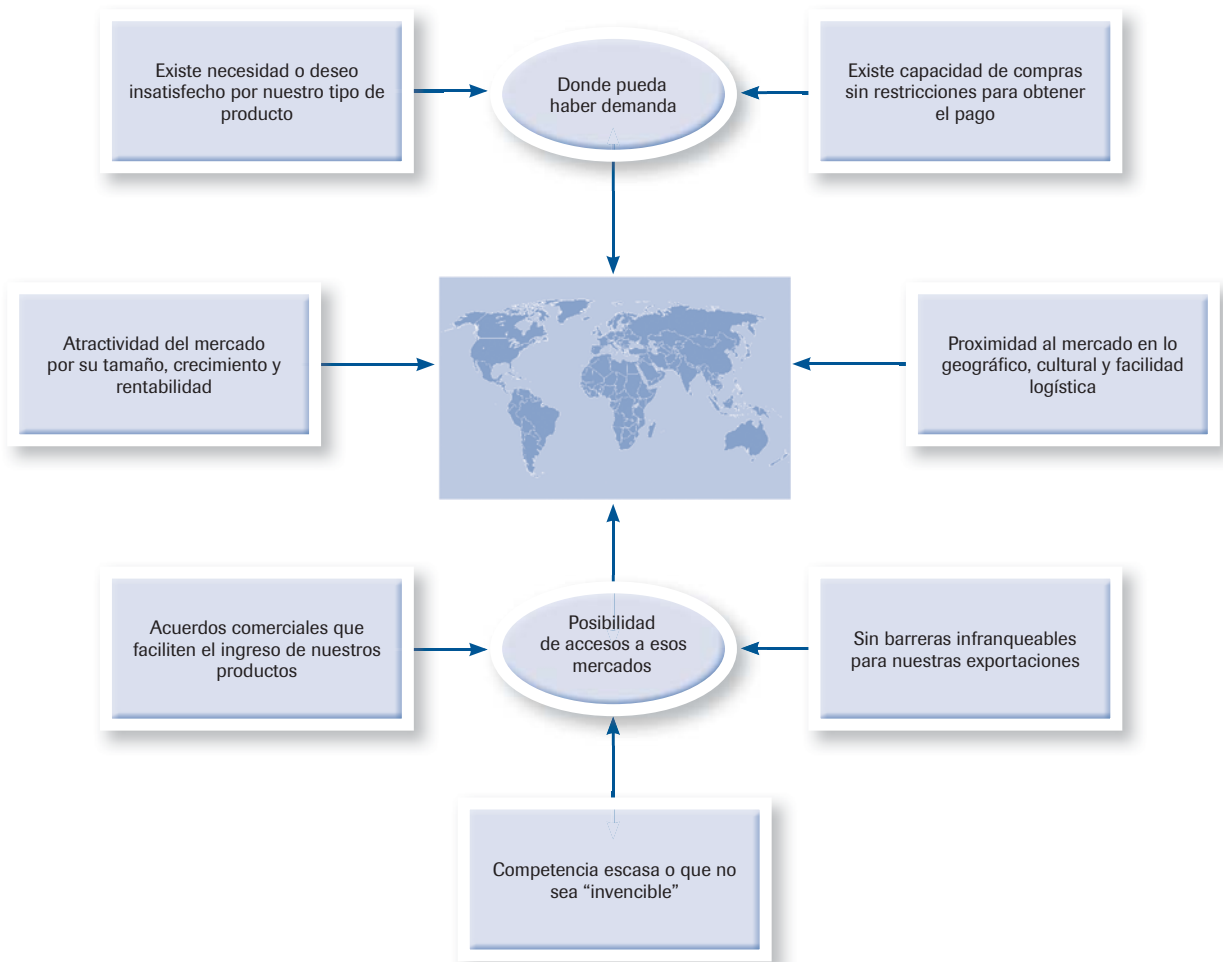 Existe necesidad o deseo
insatisfecho por nuestro tipo de
producto
Donde pueda
haber demanda
Existe capacidad de compras
sin restricciones para obtener
el pago
Atractividad del mercado
por su tamaño, crecimiento y
rentabilidad
Proximidad al mercado en lo
geográfico, cultural y facilidad
logística
Acuerdos comerciales que
faciliten el ingreso de nuestros
productos
Posibilidad
de accesos a esos
mercados
Sin barreras infranqueables
para nuestras exportaciones
Competencia escasa o que no
sea “invencible”